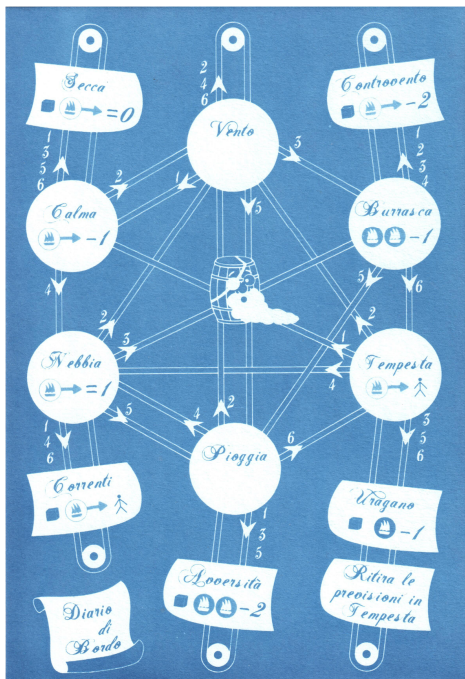 2
4
6
Secca
=0
Controvento
-2
Vento
1
3
5
6
1
2
3
4
2
1
3
5
Calma
-1
Burrasca
-1
4
5
6
2
3
2
1
Nebbia
=1
Tempesta
4
5
4
2
6
1
4
6
3
5
6
Pioggia
Correnti
1
3
5
Uragano
-1
Avversità
-2
Diario
di
Bordo
Ritira le
previsioni in
Tempesta